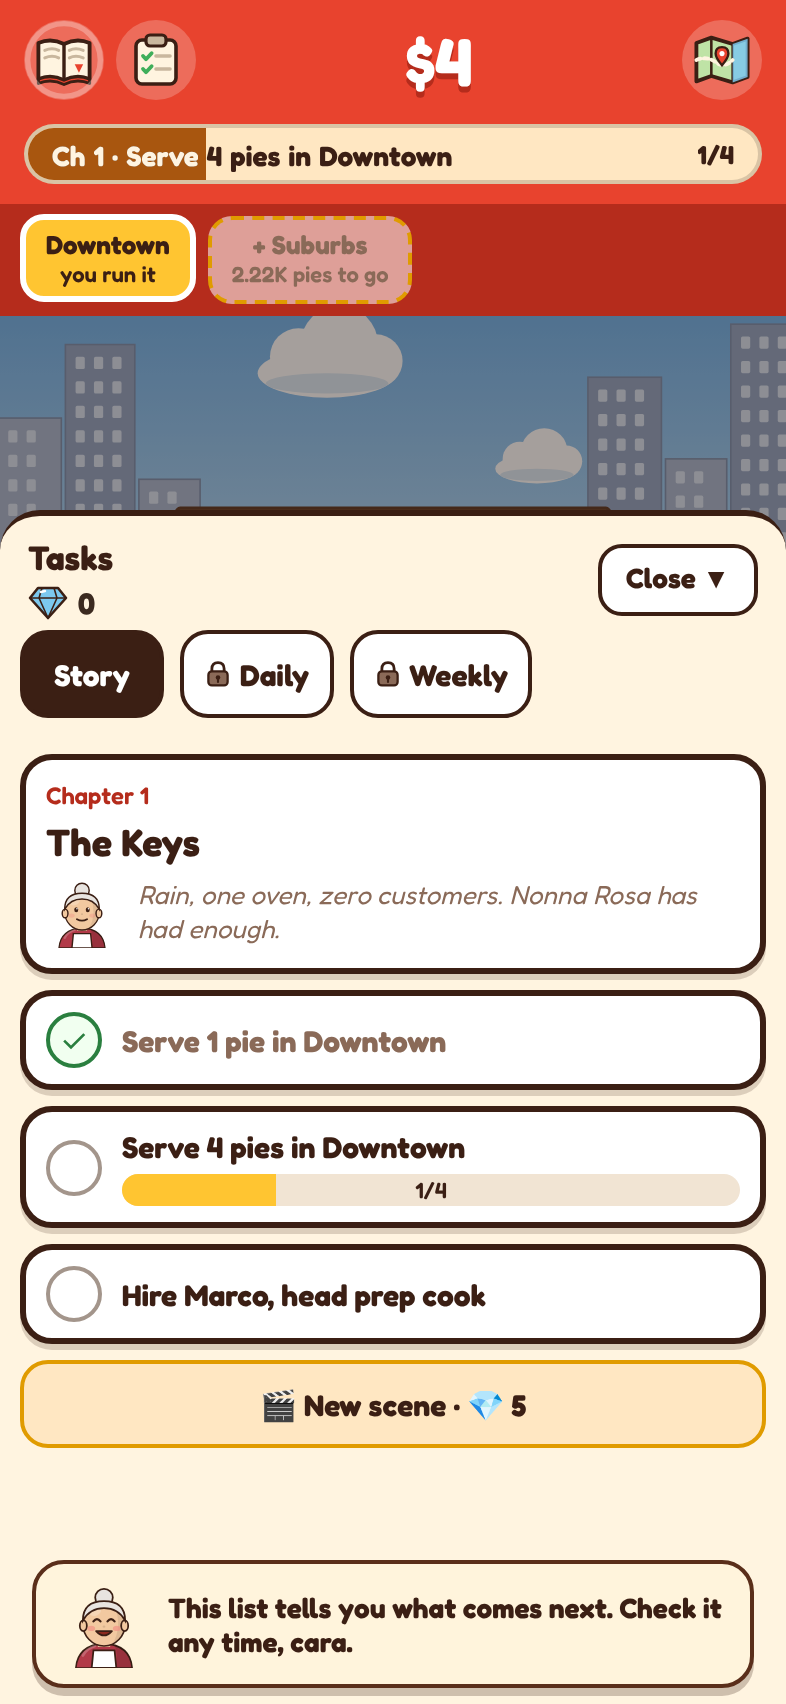 $4
Ch 1 · Serve 4 pies in Downtown 1/4
Downtown
you run it
+ Suburbs
2.22K pies to go
Tasks
0
Close ▼
Story
Daily
Weekly
Chapter 1
The Keys
Rain, one oven, zero customers. Nonna Rosa has
had enough.
Serve 1 pie in Downtown
Serve 4 pies in Downtown
1/4
Hire Marco, head prep cook
🎬 New scene · 💎 5
This list tells you what comes next. Check it
any time, cara.